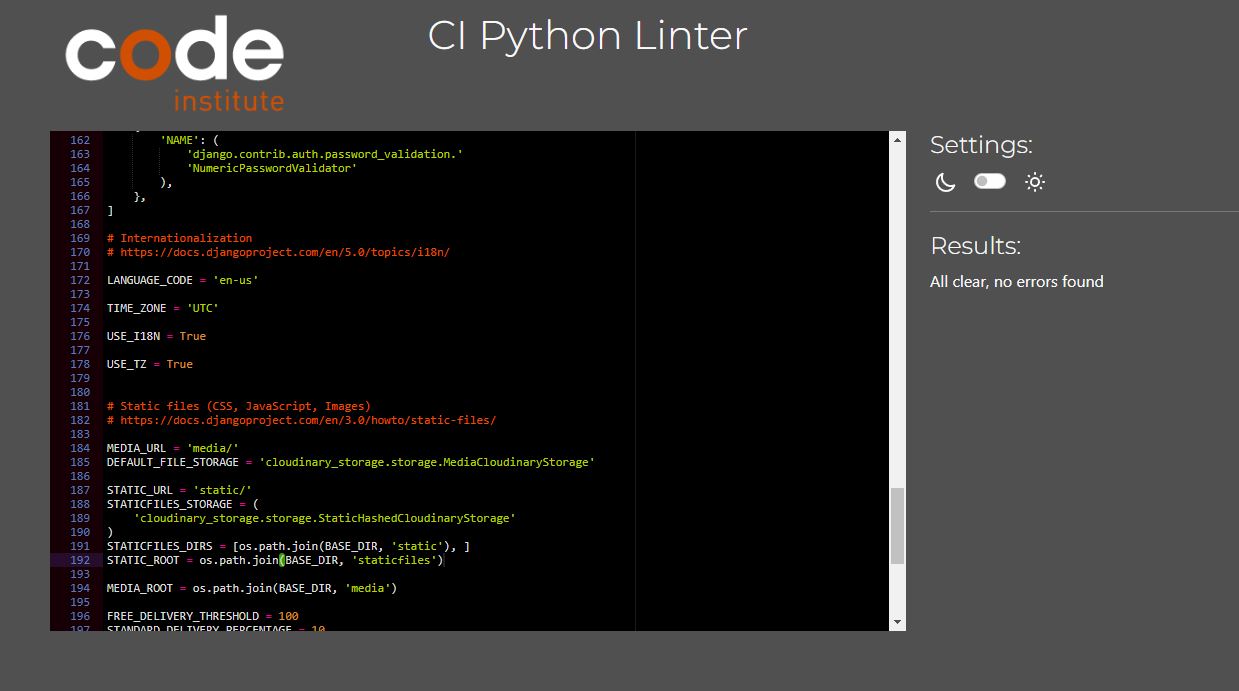 code
institute
CI Python Linter
162 'NAME': (
163 'django.contrib.auth.password_validation.'
164 'NumericPasswordValidator'
165 ),
166 },
167 ]
168
169 # Internationalization
170 # https://docs.djangoproject.com/en/5.0/topics/i18n/
171
172 LANGUAGE_CODE = 'en-us'
173
174 TIME_ZONE = 'UTC'
175
176 USE_I18N = True
177
178 USE_TZ = True
179
180
181 # Static files (CSS, JavaScript, Images)
182 # https://docs.djangoproject.com/en/3.0/howto/static-files/
183
184 MEDIA_URL = 'media/'
185 DEFAULT_FILE_STORAGE = 'cloudinary_storage.storage.MediaCloudinaryStorage'
186
187 STATIC_URL = 'static/'
188 STATICFILES_STORAGE = (
189 'cloudinary_storage.storage.StaticHashedCloudinaryStorage'
190 )
191 STATICFILES_DIRS = [os.path.join(BASE_DIR, 'static'), ]
192 STATIC_ROOT = os.path.join(BASE_DIR, 'staticfiles')
193
194 MEDIA_ROOT = os.path.join(BASE_DIR, 'media')
195
196 FREE_DELIVERY_THRESHOLD = 100
197 STANDARD_DELIVERY_PERCENTAGE = 10
Settings:
Results:
All clear, no errors found